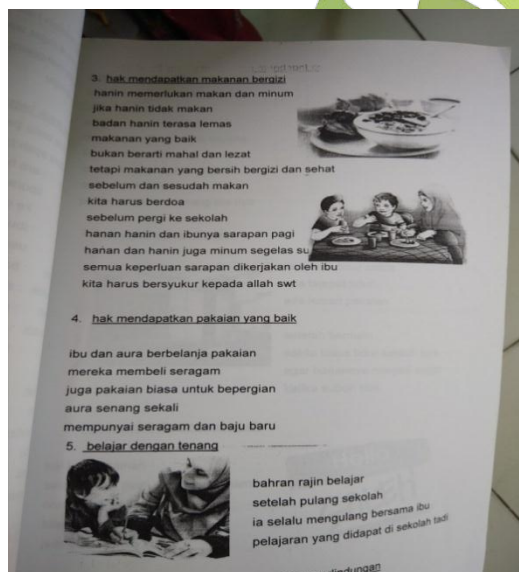 3. hak mendapatkan makanan bergizi
hanin memerlukan makan dan minum
jika hanin tidak makan
badan hanin terasa lemas
makanan yang baik
bukan berarti mahal dan lezat
tetapi makanan yang bersih bergizi dan sehat
sebelum dan sesudah makan
kita harus berdoa
sebelum pergi ke sekolah
hanan hanin dan ibunya sarapan pagi
hanan dan hanin juga minum segelas su
semua keperluan sarapan dikerjakan oleh ibu
kita harus bersyukur kepada allah swt
4. hak mendapatkan pakaian yang baik
ibu dan aura berbelanja pakaian
mereka membeli seragam
juga pakaian biasa untuk bepergian
aura senang sekali
mempunyai seragam dan baju baru
5. belajar dengan tenang
bahran rajin belajar
setelah pulang sekolah
ia selalu mengulang bersama ibu
pelajaran yang didapat di sekolah tadi